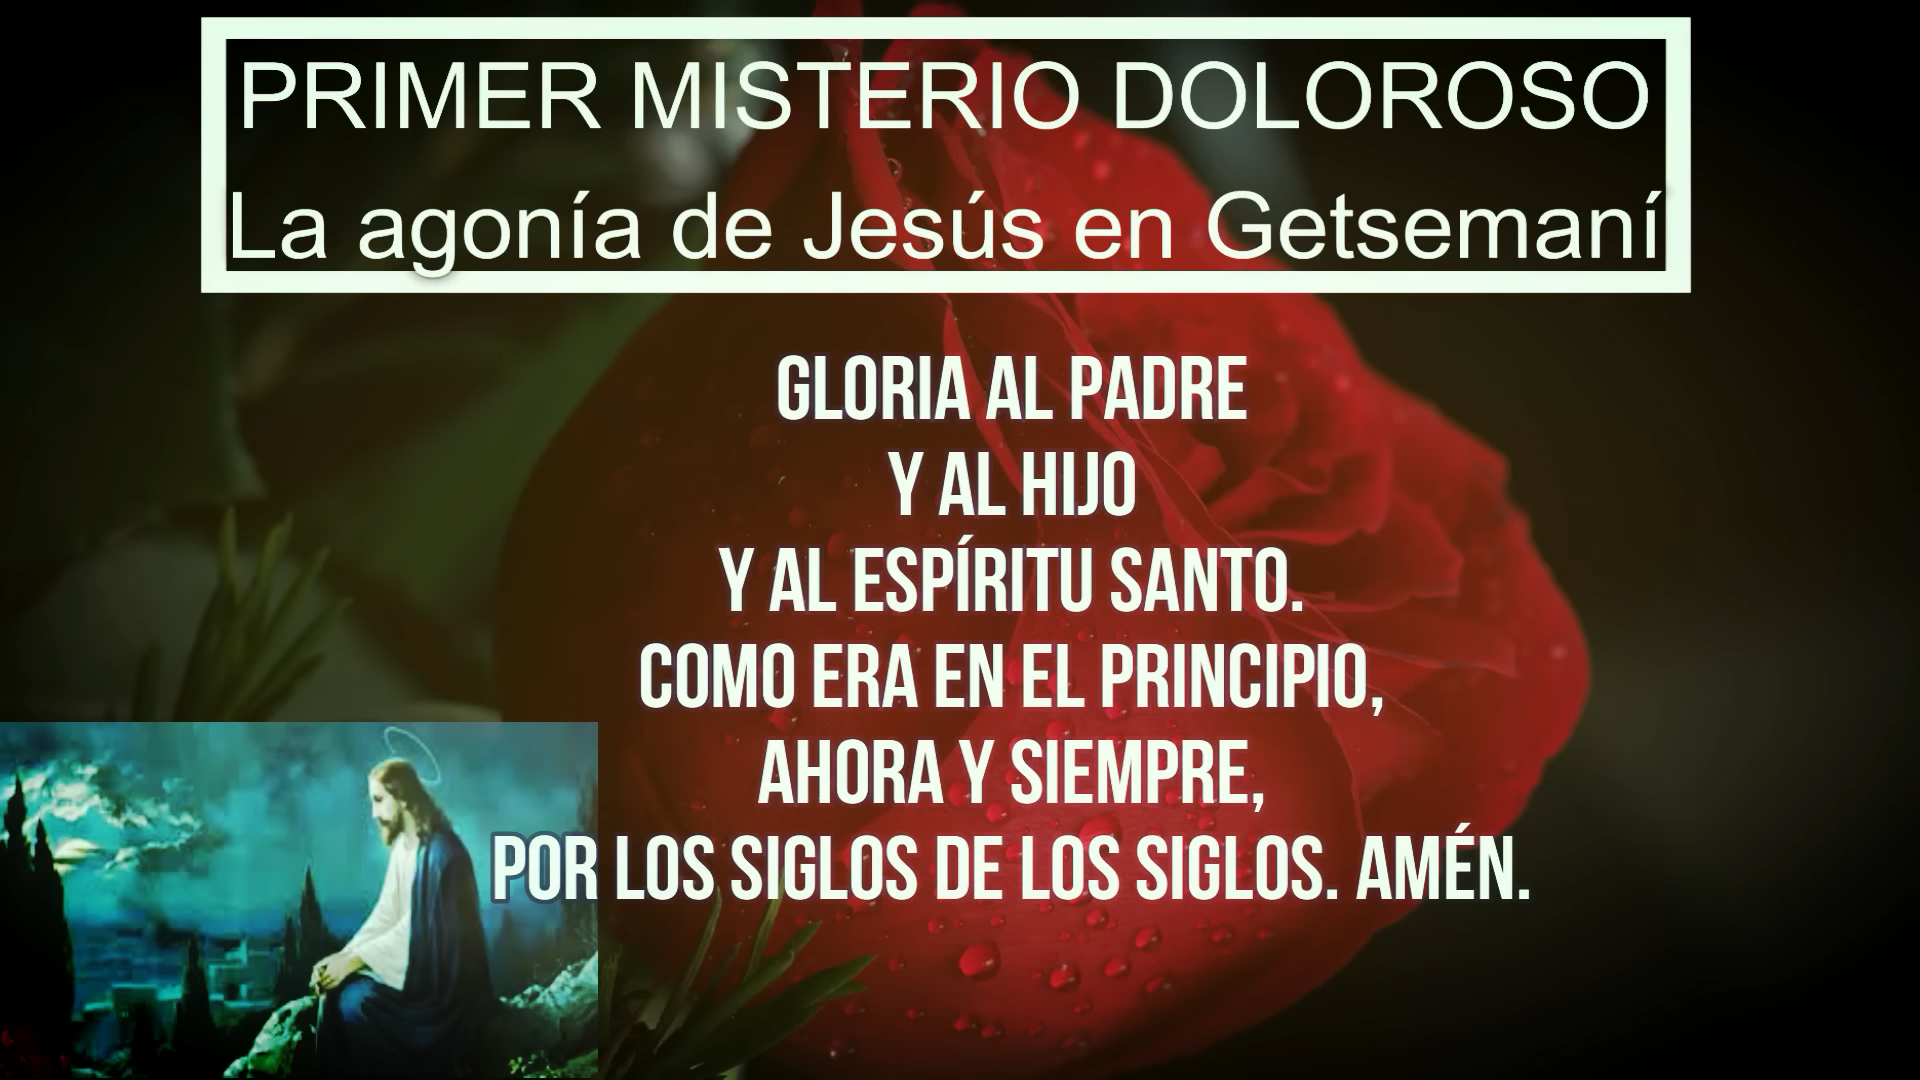 PRIMER MISTERIO DOLOROSO
La agonía de Jesús en Getsemaní
GLORIA AL PADRE
Y AL HIJO
Y AL ESPÍRITU SANTO.
COMO ERA EN EL PRINCIPIO,
AHORA Y SIEMPRE,
POR LOS SIGLOS DE LOS SIGLOS. AMÉN.